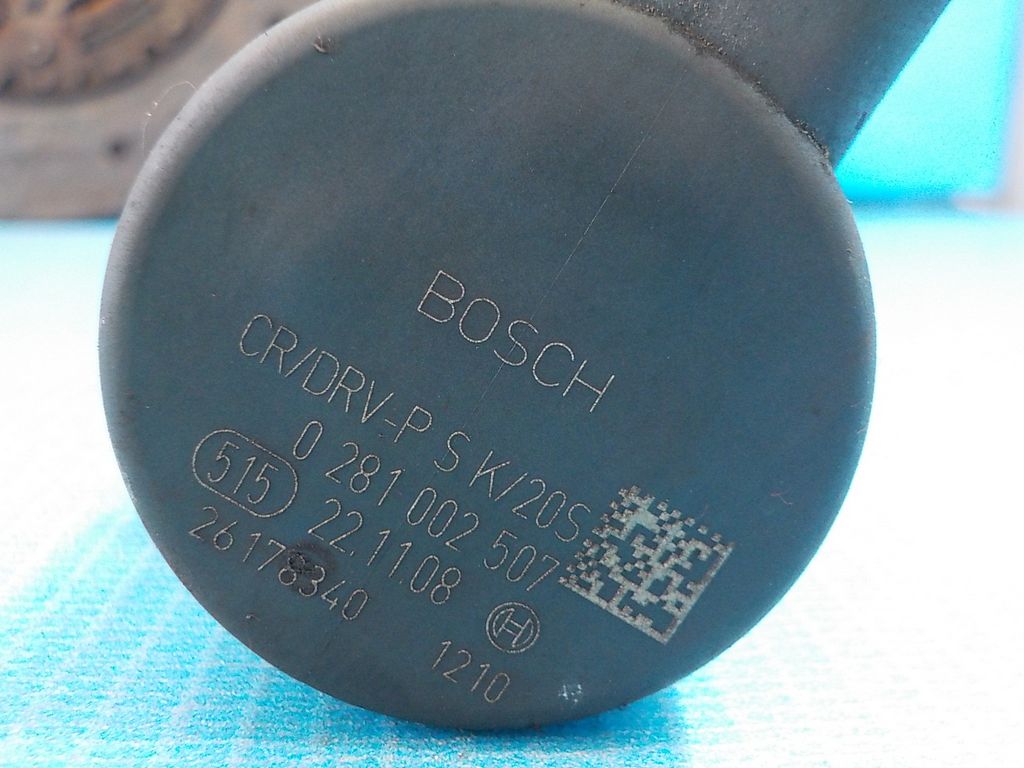 BOSCH
CR/DRV-P S K/20S
0 281 002 507
515 22.11.08
26178340
1210